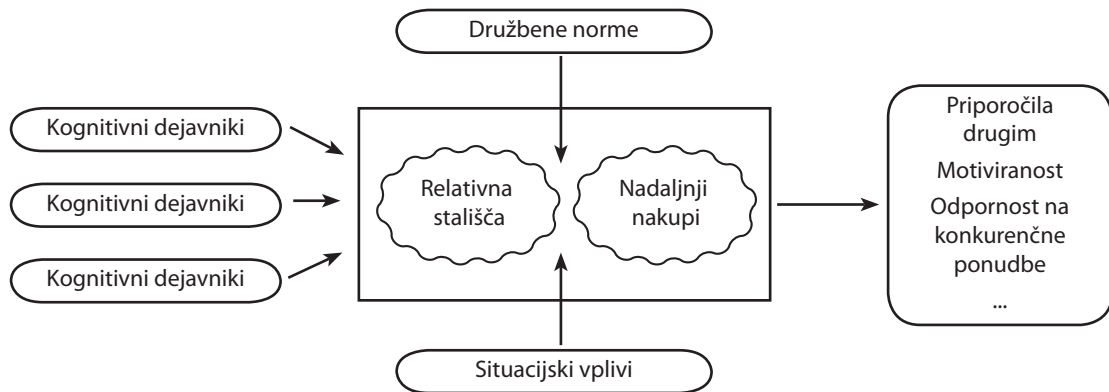 Družbene norme
Kognitivni dejavniki
Kognitivni dejavniki
Kognitivni dejavniki
Relativna
stališča
Nadaljnji
nakupi
Situacijski vplivi
Priporočila
drugim
Motiviranost
Odpornost na
konkurenčne
ponudbe
...